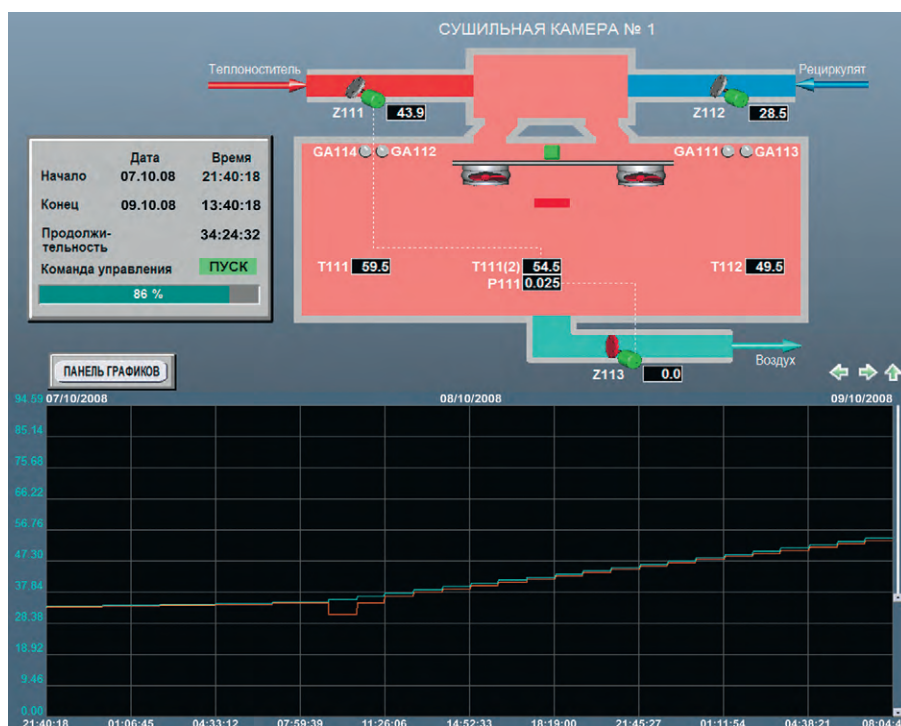 СУШИЛЬНАЯ КАМЕРА № 1
Теплоноститель
Рециркулят
Z111 43.9
Z112 28.5
GA114 GA112
GA111 GA113
Дата Время
Начало 07.10.08 21:40:18
Конец 09.10.08 13:40:18
Продолжи-
тельность 34:24:32
Команда управления ПУСК
86 %
T111 59.5
T111(2) 54.5
T112 49.5
P111 0.025
Воздух
Z113 0.0
ПАНЕЛЬ ГРАФИКОВ
94.59 07/10/2008 08/10/2008 09/10/2008
85.14
75.68
66.22
56.76
47.30
37.84
28.38
18.92
9.46
0.00
21:40:18 01:06:45 04:33:12 07:59:39 11:26:06 14:52:33 18:19:00 21:45:27 01:11:54 04:38:21 08:04:4